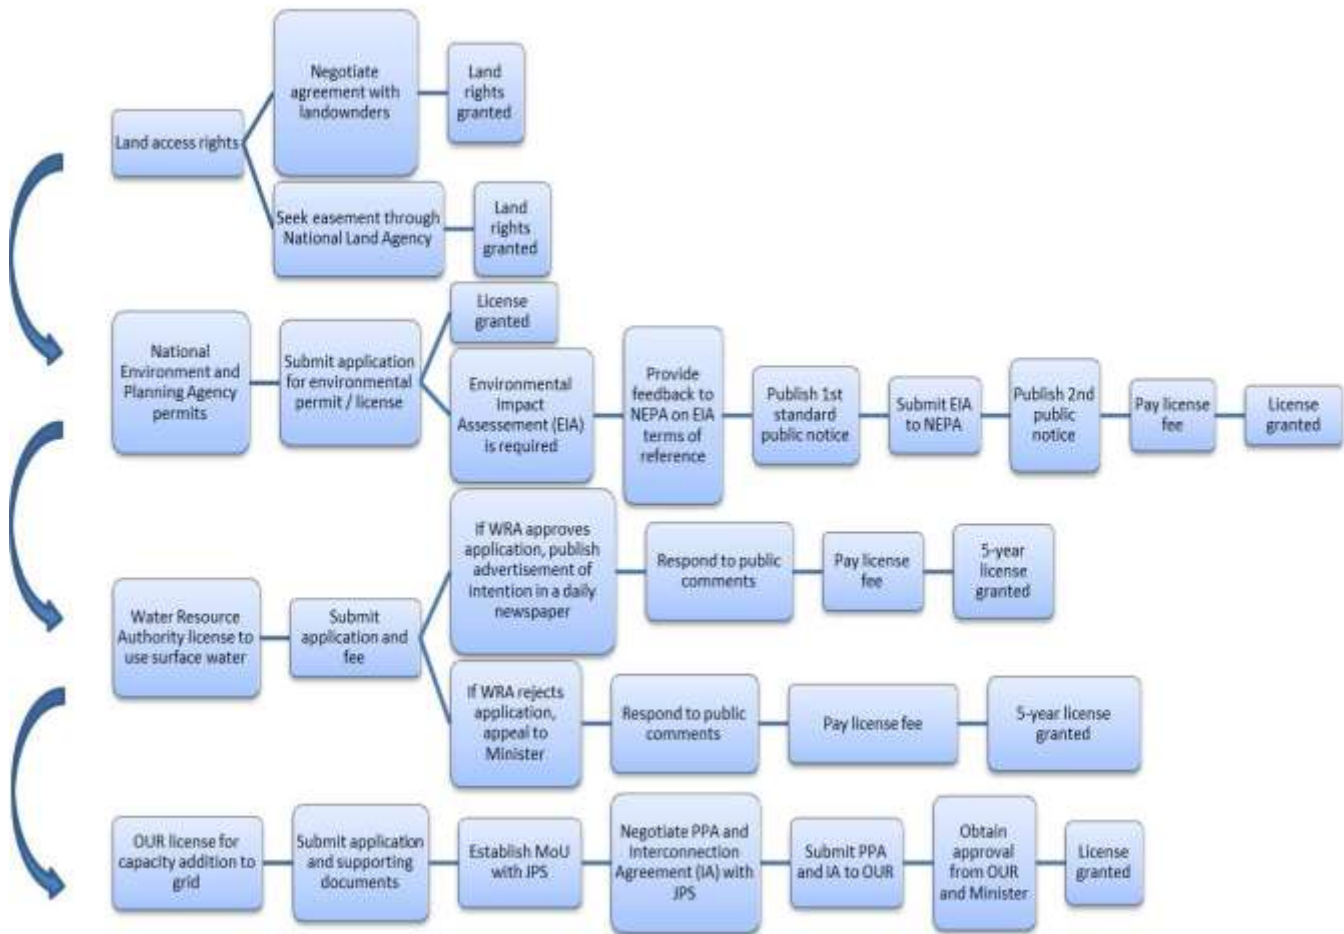 Negotiate
agreement with
landownders
Land
rights
granted
Land access rights
Seek easement through
National Land Agency
Land
rights
granted
National
Environment and
Planning Agency
permits
Submit application
for environmental
permit / license
License
granted
Environmental
Impact
Assessement (EIA)
is required
Provide
feedback to
NEPA on EIA
terms of
reference
Publish 1st
standard
public notice
Submit EIA
to NEPA
Publish 2nd
public
notice
Pay license
fee
License
granted
Water Resource
Authority license to
use surface water
Submit
application and
fee
If WRA approves
application, publish
advertisement of
intention in a daily
newspaper
Respond to public
comments
Pay license
fee
5-year
license
granted
If WRA rejects
application,
appeal to
Minister
Respond to public
comments
Pay license fee
5-year license
granted
OUR license for
capacity addition to
grid
Submit application
and supporting
documents
Establish MoU
with JPS
Negotiate PPA and
Interconnection
Agreement (IA) with
JPS
Submit PPA
and IA to OUR
Obtain
approval
from OUR
and Minister
License
granted